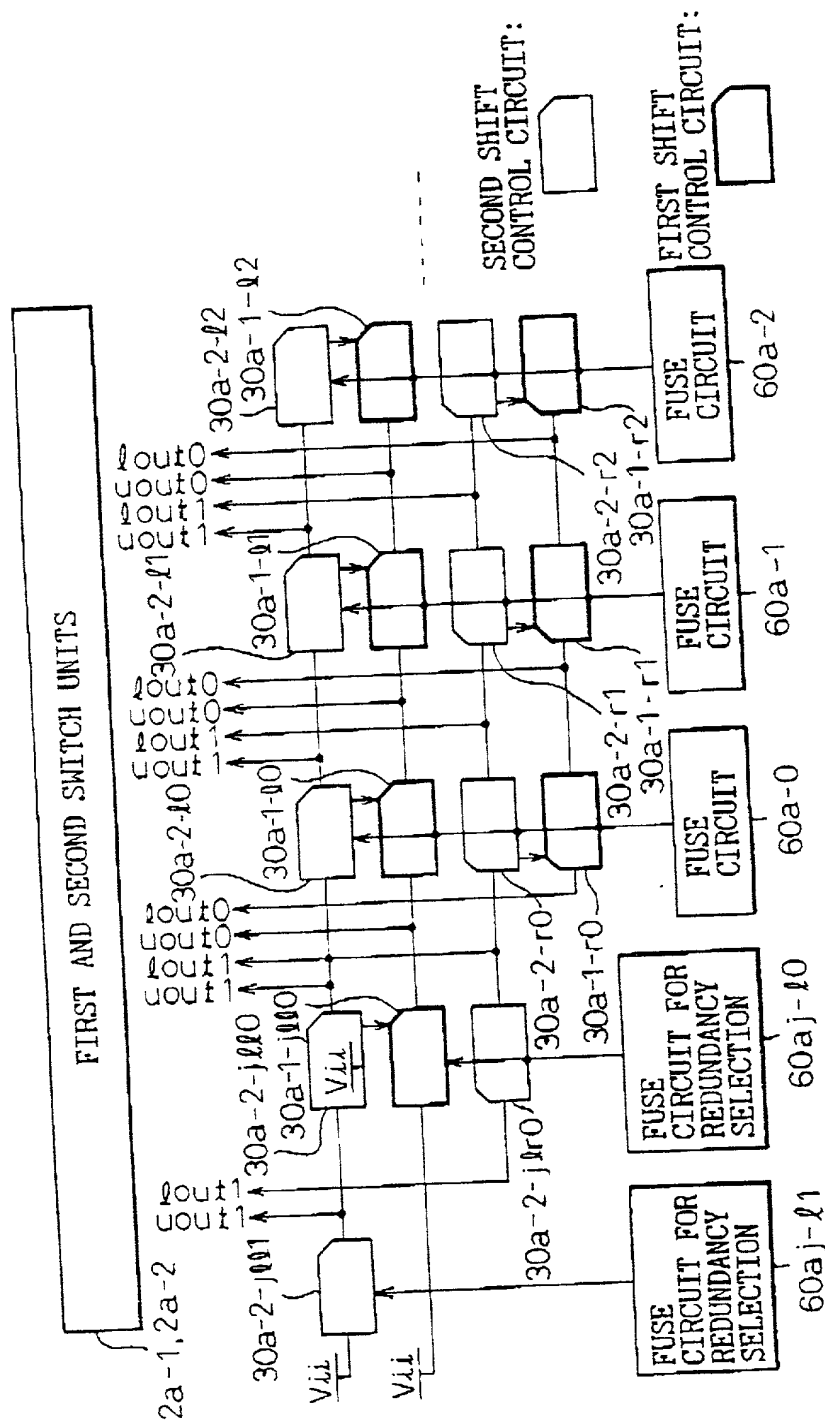 FIRST AND SECOND SWITCH UNITS
2a-1, 2a-2
uout1
ℓout1
uout1
ℓout1
uout0
ℓout0
uout1
ℓout1
uout0
ℓout0
uout1
ℓout1
uout0
ℓout0
30a-2-jℓℓ1
30a-2-jℓℓ0
30a-1-jℓℓ0
30a-2-ℓ0
30a-1-ℓ0
30a-2-ℓ1
30a-1-ℓ1
30a-2-ℓ2
30a-1-ℓ2
Vii
Vii
Vii
30a-2-jℓr0
30a-2-r0
30a-1-r0
30a-2-r1
30a-1-r1
30a-2-r2
30a-1-r2
SECOND SHIFT
CONTROL CIRCUIT:
FIRST SHIFT
CONTROL CIRCUIT:
FUSE
CIRCUIT FOR
REDUNDANCY
SELECTION
FUSE
CIRCUIT FOR
REDUNDANCY
SELECTION
FUSE
CIRCUIT
FUSE
CIRCUIT
FUSE
CIRCUIT
60aj-ℓ1
60aj-ℓ0
60a-0
60a-1
60a-2